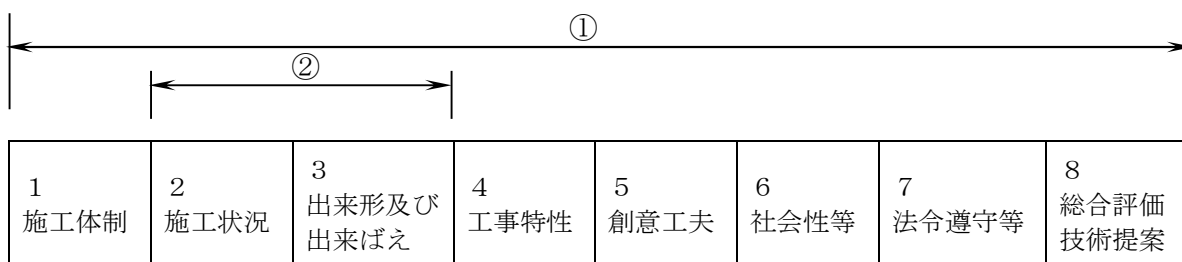 ①
②
1
施工体制
2
施工状況
3
出来形及び
出来ばえ
4
工事特性
5
創意工夫
6
社会性等
7
法令遵守等
8
総合評価
技術提案